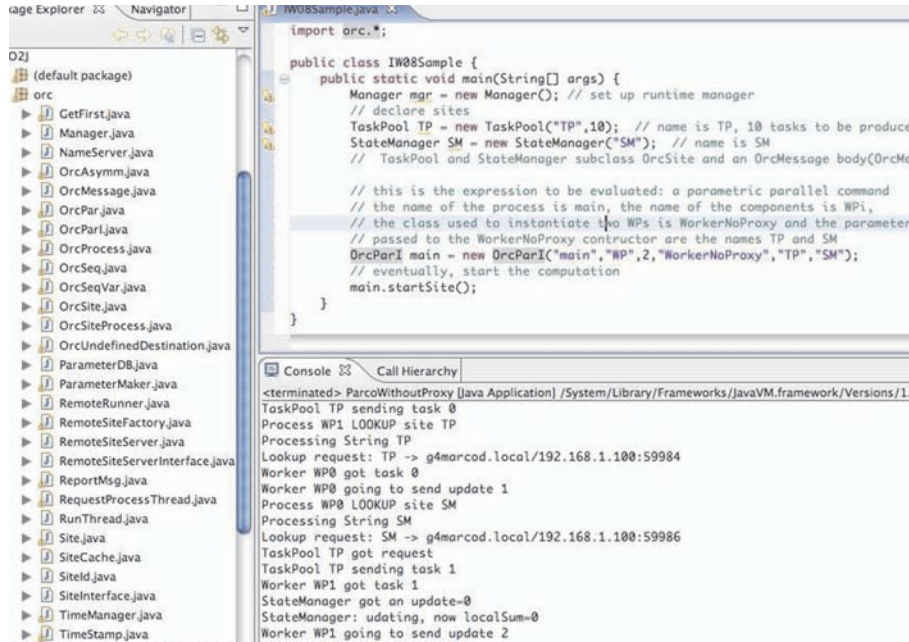 kage Explorer
Navigator
O2J
(default package)
orc
GetFirst.java
Manager.java
NameServer.java
OrcAsymm.java
OrcMessage.java
OrcPar.java
OrcParI.java
OrcProcess.java
OrcSeq.java
OrcSeqVar.java
OrcSite.java
OrcSiteProcess.java
OrcUndefinedDestination.java
ParameterDB.java
ParameterMaker.java
RemoteRunner.java
RemoteSiteFactory.java
RemoteSiteServer.java
RemoteSiteServerInterface.java
ReportMsg.java
RequestProcessThread.java
RunThread.java
Site.java
SiteCache.java
SiteId.java
SiteInterface.java
TimeManager.java
TimeStamp.java
IW08Sample.java
import orc.*;
public class IW08Sample {
public static void main(String[] args) {
Manager mgr = new Manager(); // set up runtime manager
// declare sites
TaskPool TP = new TaskPool("TP",10); // name is TP, 10 tasks to be produce
StateManager SM = new StateManager("SM"); // name is SM
// TaskPool and StateManager subclass OrcSite and an OrcMessage body(OrcMe
// this is the expression to be evaluated: a parametric parallel command
// the name of the process is main, the name of the components is WPi,
// the class used to instantiate two WPs is WorkerNoProxy and the parameter
// passed to the WorkerNoProxy contructor are the names TP and SM
OrcParI main = new OrcParI("main","WP",2,"WorkerNoProxy","TP","SM");
// eventually, start the computation
main.startSite();
}
}
Console
Call Hierarchy
<terminated> ParcoWithoutProxy [Java Application] /System/Library/Frameworks/JavaVM.framework/Versions/1.
TaskPool TP sending task 0
Process WP1 LOOKUP site TP
Processing String TP
Lookup request: TP -> g4marcod.local/192.168.1.100:59984
Worker WP0 got task 0
Worker WP0 going to send update 1
Process WP0 LOOKUP site SM
Processing String SM
Lookup request: SM -> g4marcod.local/192.168.1.100:59986
TaskPool TP got request
TaskPool TP sending task 1
Worker WP1 got task 1
StateManager got an update=0
StateManager: udating, now localSum=0
Worker WP1 going to send update 2